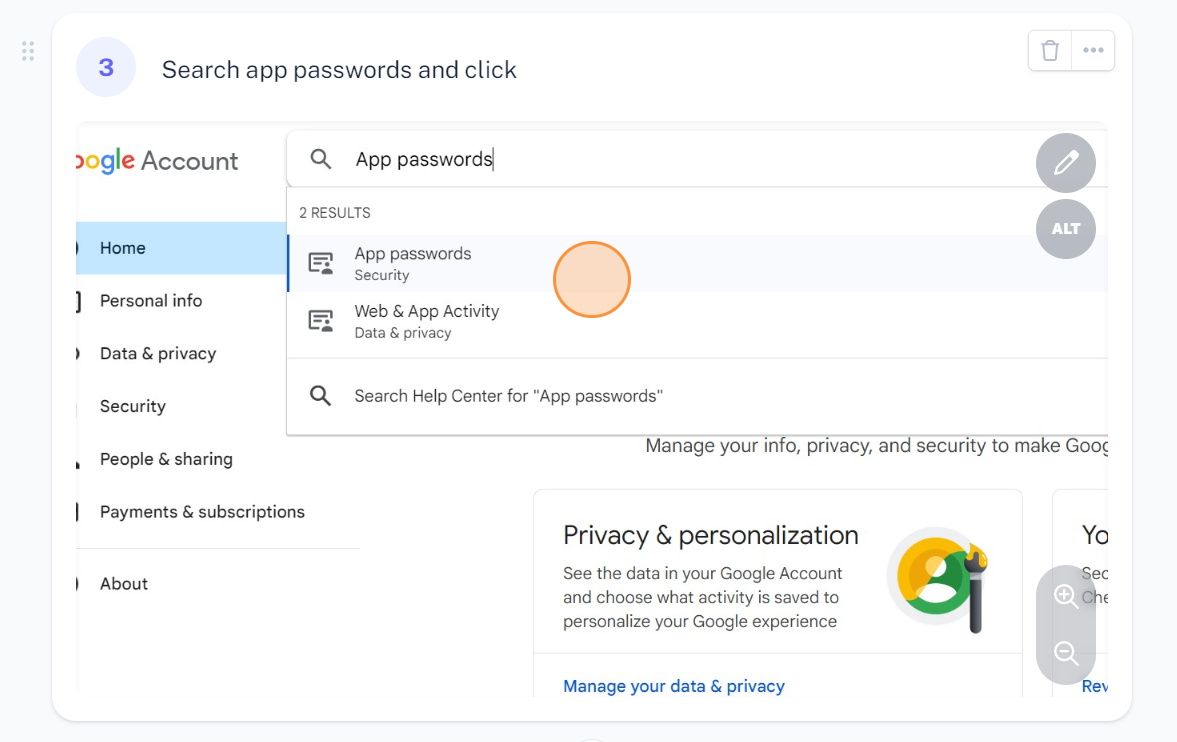 3
Search app passwords and click
oogle Account
App passwords
ALT
2 RESULTS
App passwords
Security
Web & App Activity
Data & privacy
Search Help Center for "App passwords"
Home
Personal info
Data & privacy
Security
People & sharing
Payments & subscriptions
About
Manage your info, privacy, and security to make Goog
Privacy & personalization
See the data in your Google Account
and choose what activity is saved to
personalize your Google experience
Manage your data & privacy
Yo
Sec
Che
Rev